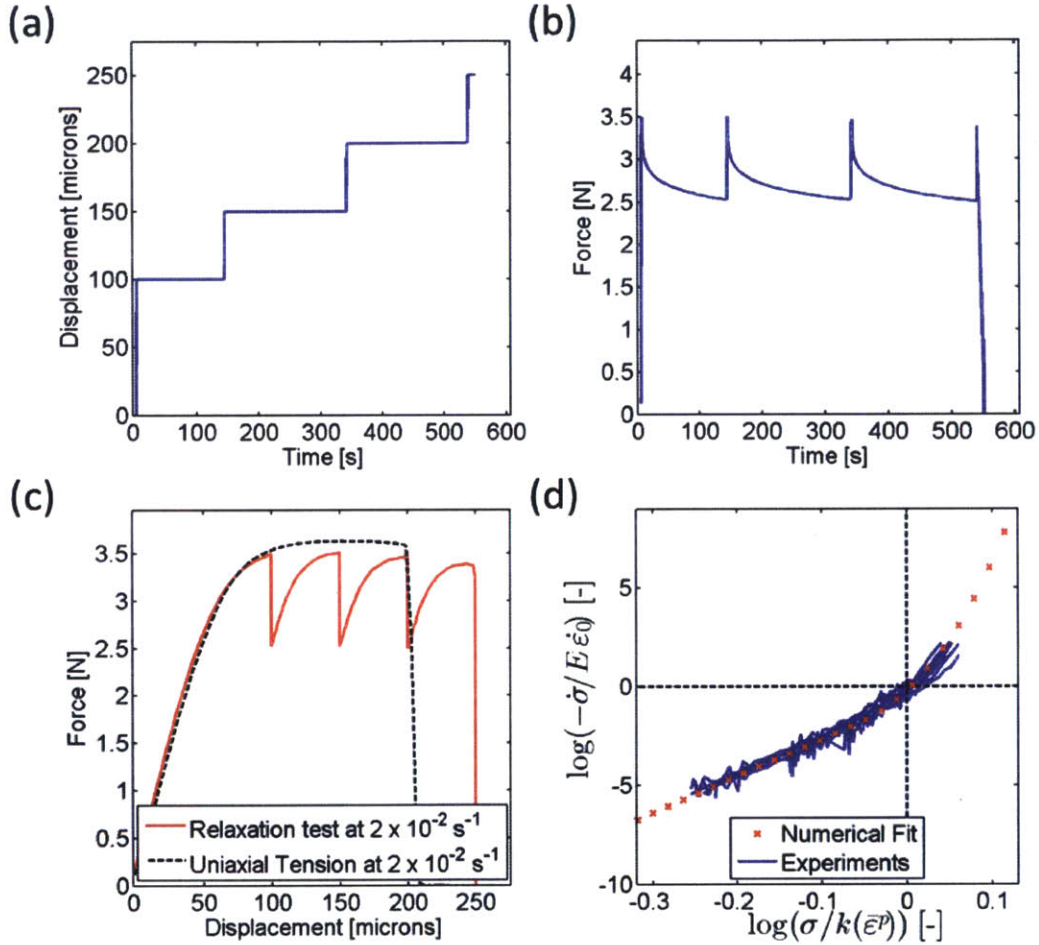 (a)
250
200
150
100
50
0
Displacement [microns]
0 100 200 300 400 500 600
Time [s]
(b)
4
3.5
3
2.5
2
1.5
1
0.5
0
Force [N]
0 100 200 300 400 500 600
Time [s]
(c)
3.5
3
2.5
2
1.5
1
0.5
0
Force [N]
Relaxation test at 2 x 10⁻² s⁻¹
Uniaxial Tension at 2 x 10⁻² s⁻¹
0 50 100 150 200 250
Displacement [microns]
(d)
5
0
-5
-10
log(−σ̇/E ε̇₀) [-]
Numerical Fit
Experiments
-0.3 -0.2 -0.1 0 0.1
log(σ/k(ε̄ᵖ)) [-]